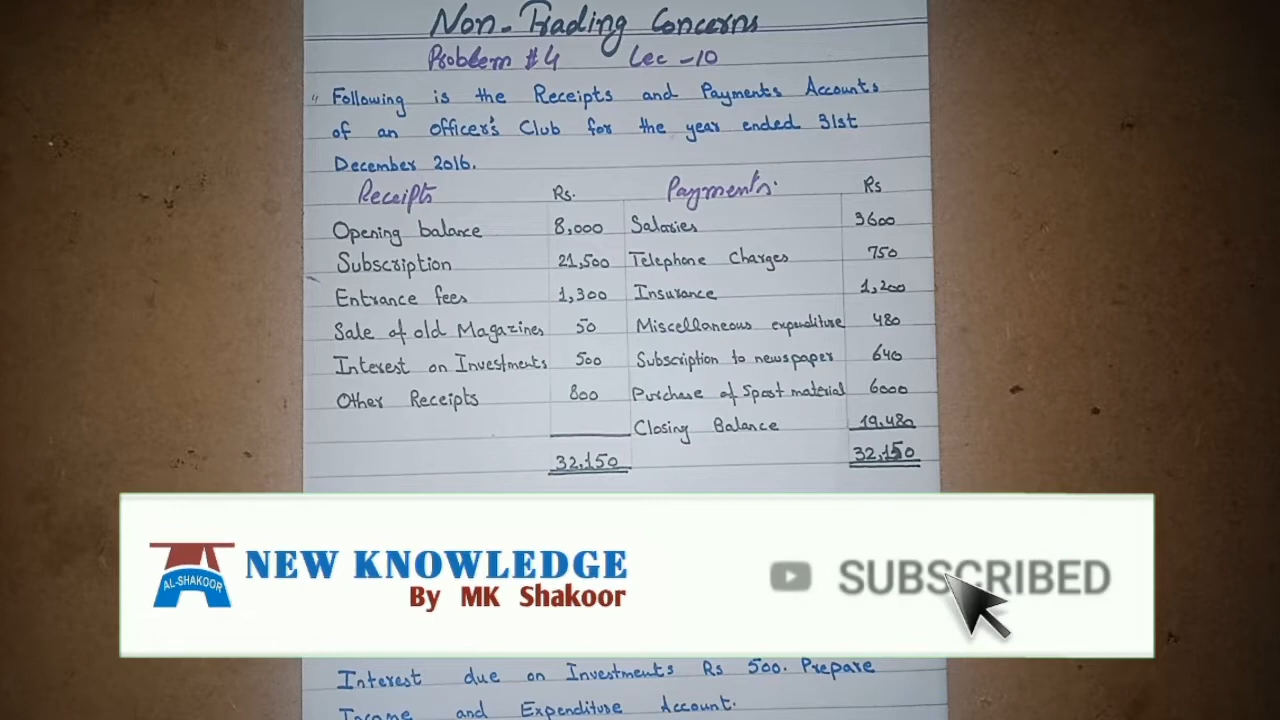 Non-Trading Concerns
Problem #4 Lec -10
" Following is the Receipts and Payments Accounts
of an officer's Club for the year ended 31st
December 2016.
Receipts Rs. Payments. Rs
Opening balance 8,000 Salaries 3600
Subscription 21,500 Telephone Charges 750
Entrance fees 1,300 Insurance 1,200
Sale of old Magazines 50 Miscellaneous expenditure 480
Interest on Investments 500 Subscription to newspaper 640
Other Receipts 800 Purchase of Sport material 6000
Closing Balance 19,480
32,150 32,150
AL-SHAKOOR
NEW KNOWLEDGE
By MK Shakoor
SUBSCRIBED
Interest due on Investments Rs 500. Prepare
Income and Expenditure Account.